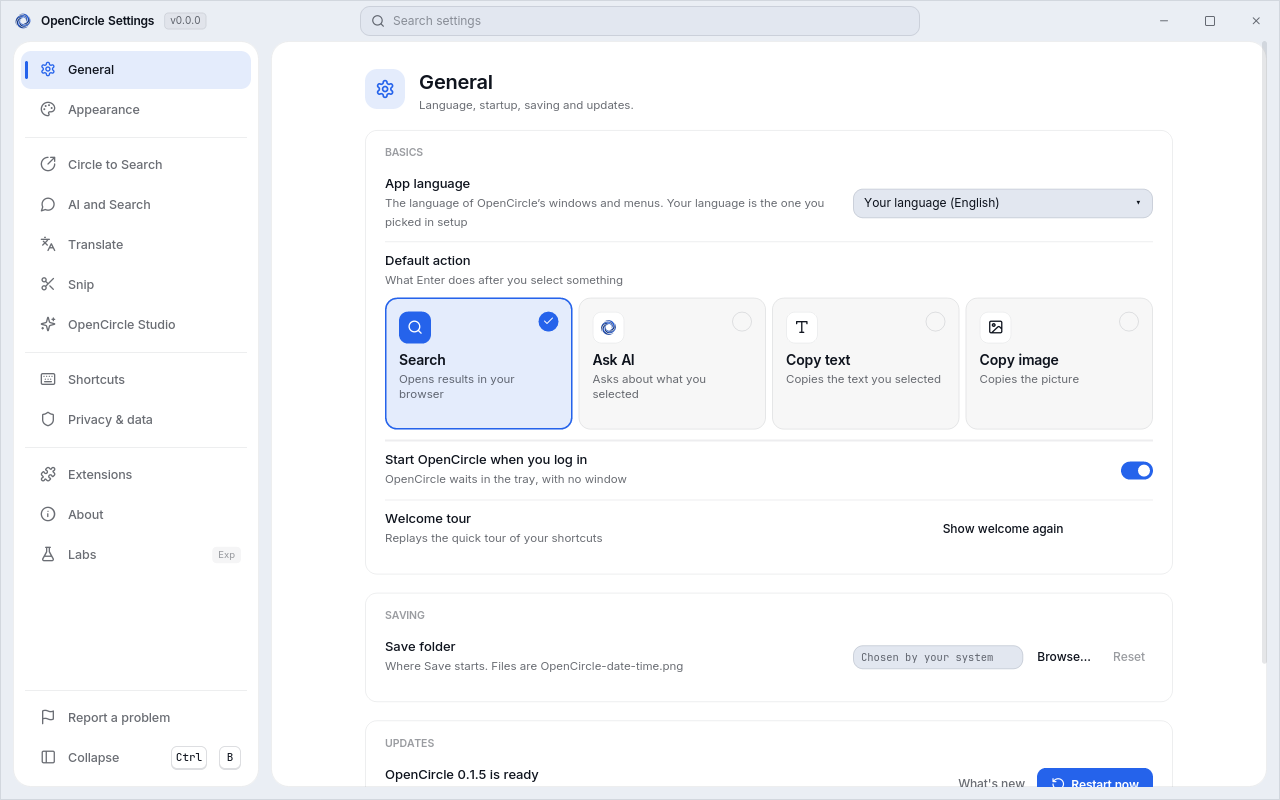 OpenCircle Settings v0.0.0
Search settings
General
Appearance
Circle to Search
AI and Search
Translate
Snip
OpenCircle Studio
Shortcuts
Privacy & data
Extensions
About
Labs Exp
Report a problem
Collapse Ctrl B
General
Language, startup, saving and updates.
BASICS
App language
The language of OpenCircle's windows and menus. Your language is the one you
picked in setup
Your language (English)
Default action
What Enter does after you select something
Search
Opens results in your
browser
Ask AI
Asks about what you
selected
Copy text
Copies the text you selected
Copy image
Copies the picture
Start OpenCircle when you log in
OpenCircle waits in the tray, with no window
Welcome tour
Replays the quick tour of your shortcuts
Show welcome again
SAVING
Save folder
Where Save starts. Files are OpenCircle-date-time.png
Chosen by your system Browse... Reset
UPDATES
OpenCircle 0.1.5 is ready
What's new Restart now